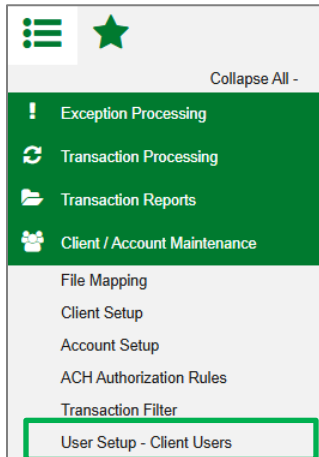 Collapse All -
! Exception Processing
Transaction Processing
Transaction Reports
Client / Account Maintenance
File Mapping
Client Setup
Account Setup
ACH Authorization Rules
Transaction Filter
User Setup - Client Users